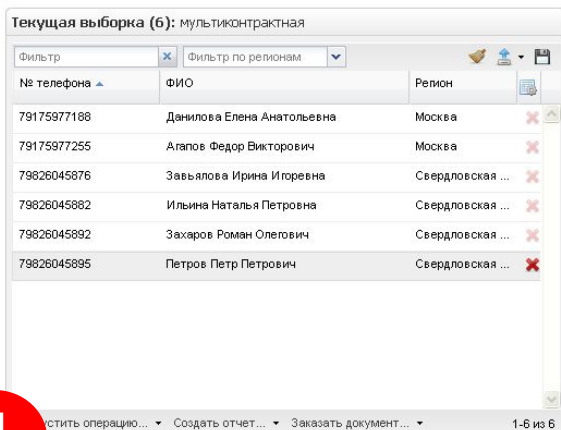 Текущая выборка (6): мультиконтрактная
Фильтр Фильтр по регионам
№ телефона ФИО Регион
79175977188 Данилова Елена Анатольевна Москва
79175977255 Агапов Федор Викторович Москва
79826045876 Завьялова Ирина Игоревна Свердловская ...
79826045882 Ильина Наталья Петровна Свердловская ...
79826045892 Захаров Роман Олегович Свердловская ...
79826045895 Петров Петр Петрович Свердловская ...
устить операцию... Создать отчет... Заказать документ... 1-6 из 6